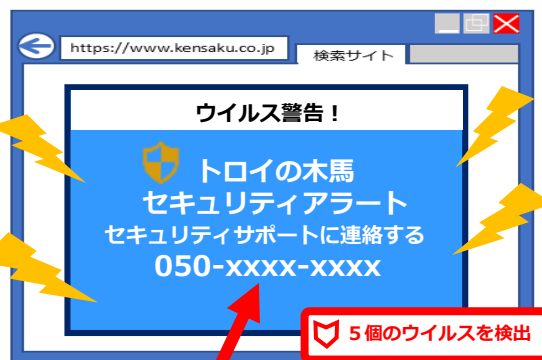 https://www.kensaku.co.jp
検索サイト
ウイルス警告！
トロイの木馬
セキュリティアラート
セキュリティサポートに連絡する
050-xxxx-xxxx
５個のウイルスを検出